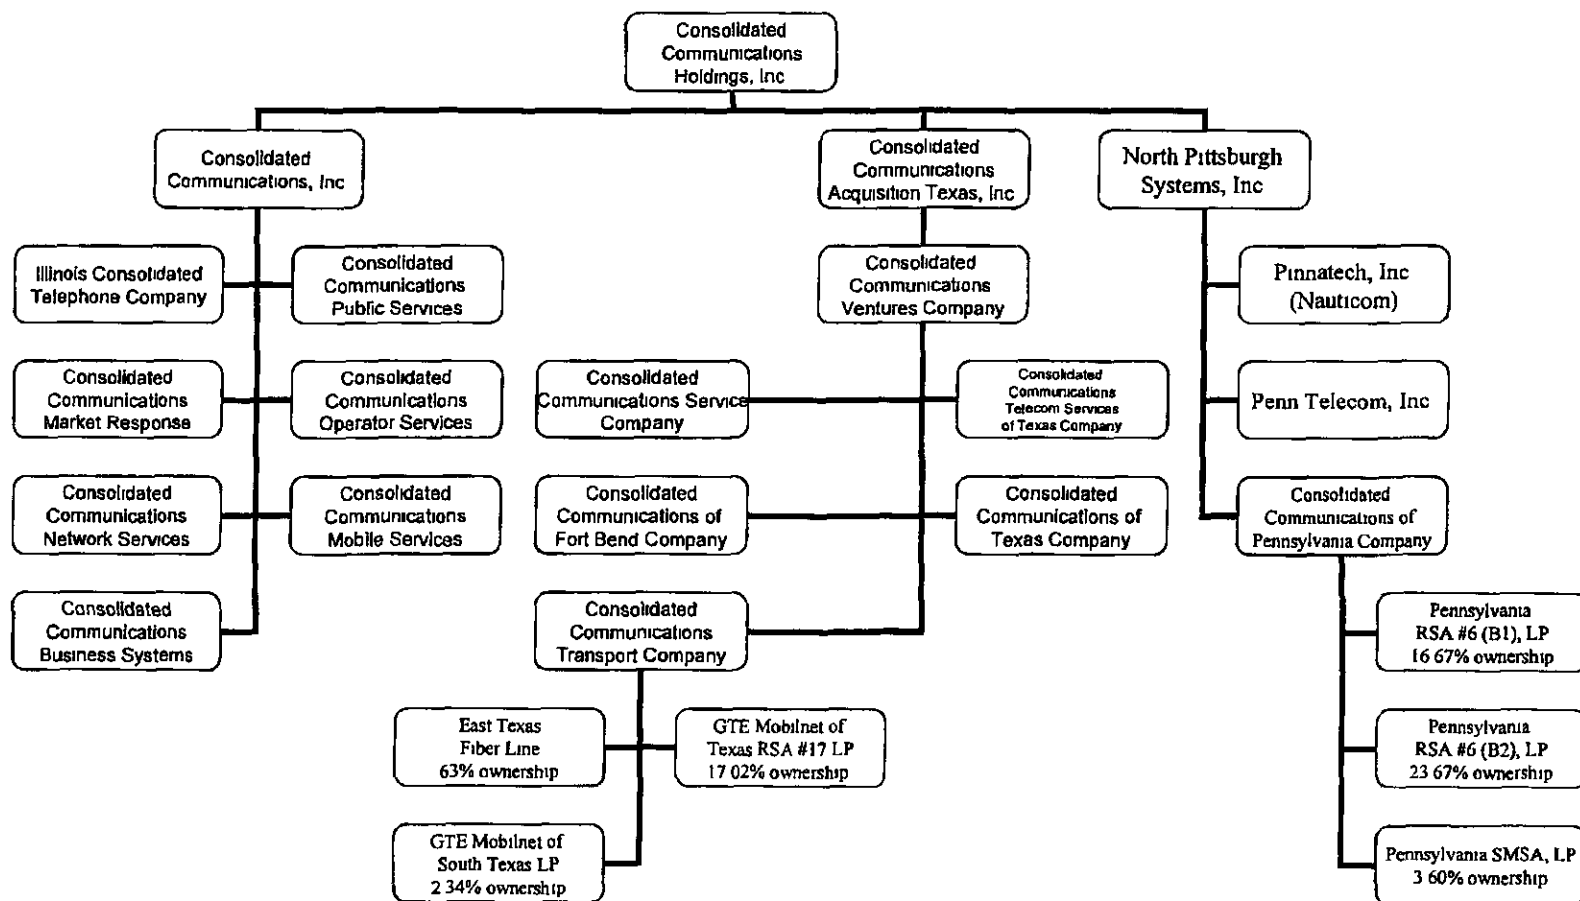 Consolidated
Communications
Holdings, Inc
Consolidated
Communications, Inc
Consolidated
Communications
Acquisition Texas, Inc
North Pittsburgh
Systems, Inc
Illinois Consolidated
Telephone Company
Consolidated
Communications
Public Services
Consolidated
Communications
Ventures Company
Pinnatech, Inc
(Nauticom)
Consolidated
Communications
Market Response
Consolidated
Communications
Operator Services
Consolidated
Communications Service
Company
Consolidated
Communications
Telecom Services
of Texas Company
Penn Telecom, Inc
Consolidated
Communications
Network Services
Consolidated
Communications
Mobile Services
Consolidated
Communications of
Fort Bend Company
Consolidated
Communications of
Texas Company
Consolidated
Communications of
Pennsylvania Company
Consolidated
Communications
Business Systems
Consolidated
Communications
Transport Company
Pennsylvania
RSA #6 (B1), LP
16 67% ownership
East Texas
Fiber Line
63% ownership
GTE Mobilnet of
Texas RSA #17 LP
17 02% ownership
Pennsylvania
RSA #6 (B2), LP
23 67% ownership
GTE Mobilnet of
South Texas LP
2 34% ownership
Pennsylvania SMSA, LP
3 60% ownership